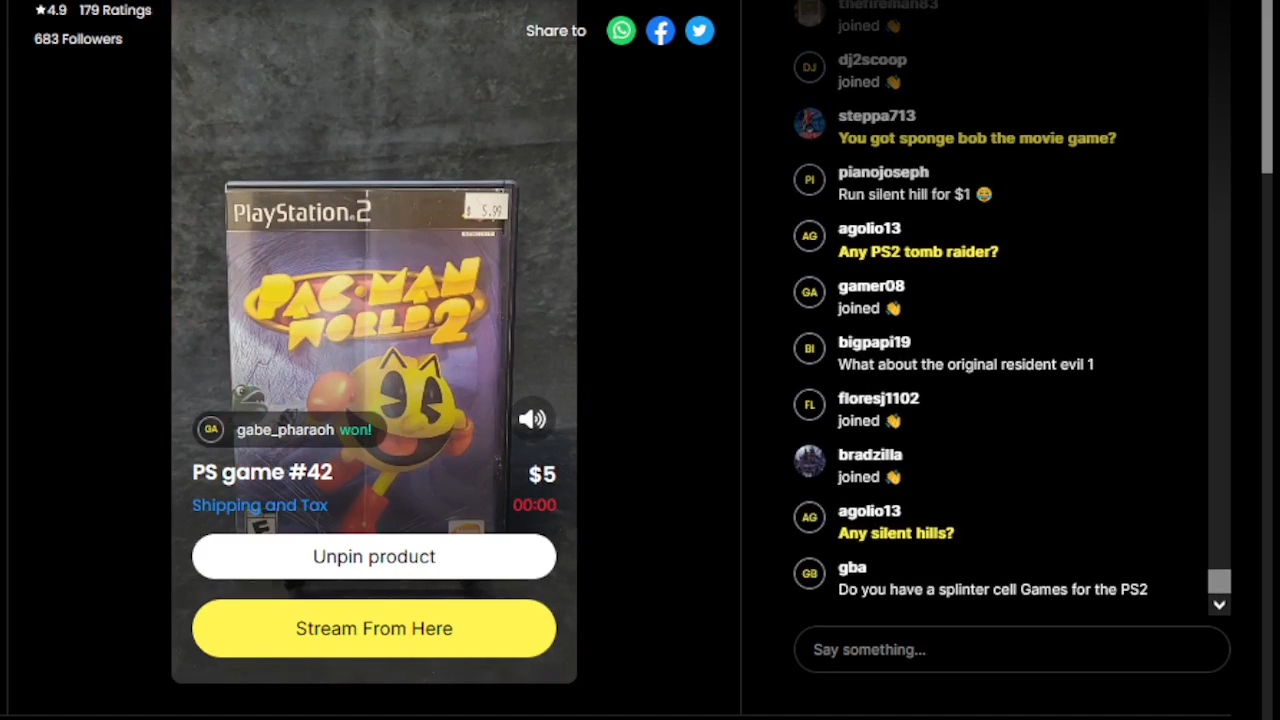 ★4.9 179 Ratings
683 Followers
Share to
PlayStation.2
$ 5.99
PAC-MAN
WORLD 2
GA gabe_pharaoh won!
PS game #42
$5
Shipping and Tax
00:00
E
Unpin product
Stream From Here
thefireman83
joined 👏
DJ dj2scoop
joined 👏
steppa713
You got sponge bob the movie game?
PI pianojoseph
Run silent hill for $1 😂
AG agolio13
Any PS2 tomb raider?
GA gamer08
joined 👏
BI bigpapi19
What about the original resident evil 1
FL floresj1102
joined 👏
bradzilla
joined 👏
AG agolio13
Any silent hills?
GB gba
Do you have a splinter cell Games for the PS2
Say something...